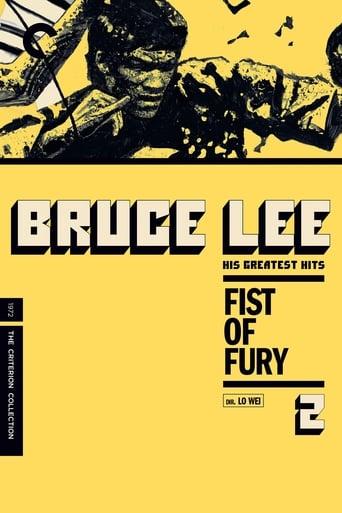 BRUCE LEE
HIS GREATEST HITS
FIST
OF
FURY
DIR. LO WEI
2
1972
THE CRITERION COLLECTION